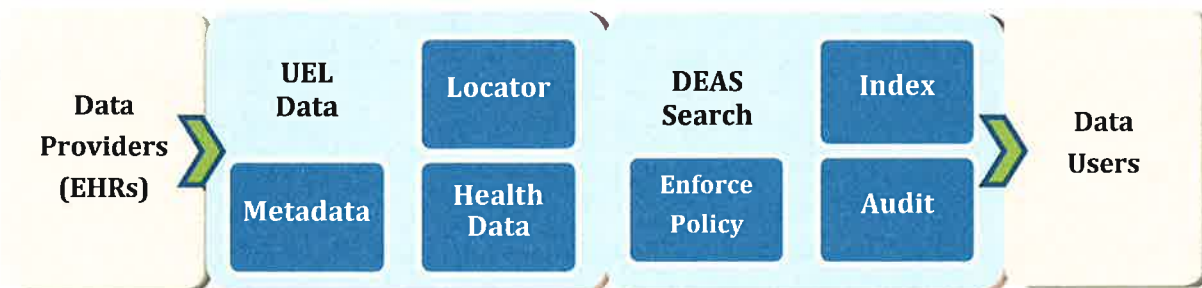 Data
Providers
(EHRs)
UEL
Data
Locator
Metadata
Health
Data
DEAS
Search
Index
Enforce
Policy
Audit
Data
Users